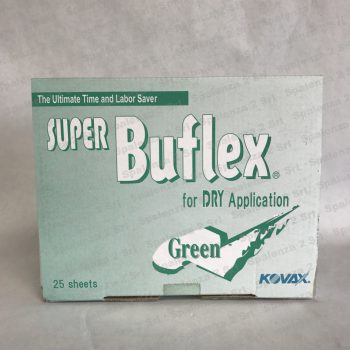 The Ultimate Time and Labor Saver
SUPER
Buflex®
for DRY Application
Green
25 sheets
KOVAX®